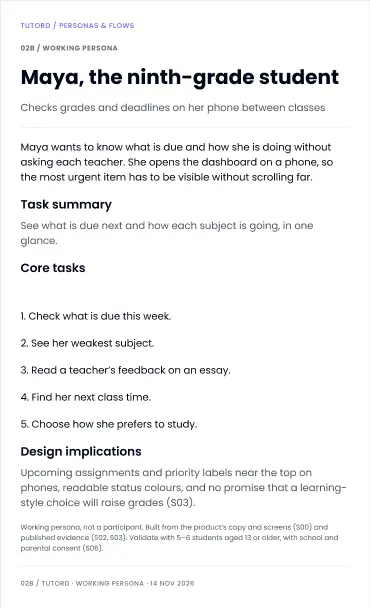 TUTORD / PERSONAS & FLOWS
02B / WORKING PERSONA
Maya, the ninth-grade student
Checks grades and deadlines on her phone between classes
Maya wants to know what is due and how she is doing without
asking each teacher. She opens the dashboard on a phone, so
the most urgent item has to be visible without scrolling far.
Task summary
See what is due next and how each subject is going, in one
glance.
Core tasks
1. Check what is due this week.
2. See her weakest subject.
3. Read a teacher’s feedback on an essay.
4. Find her next class time.
5. Choose how she prefers to study.
Design implications
Upcoming assignments and priority labels near the top on
phones, readable status colours, and no promise that a learning-
style choice will raise grades (S03).
Working persona, not a participant. Built from the product’s copy and screens (S00) and
published evidence (S02, S03). Validate with 5–6 students aged 13 or older, with school and
parental consent (S06).
02B / TUTORD · WORKING PERSONA · 14 NOV 2026